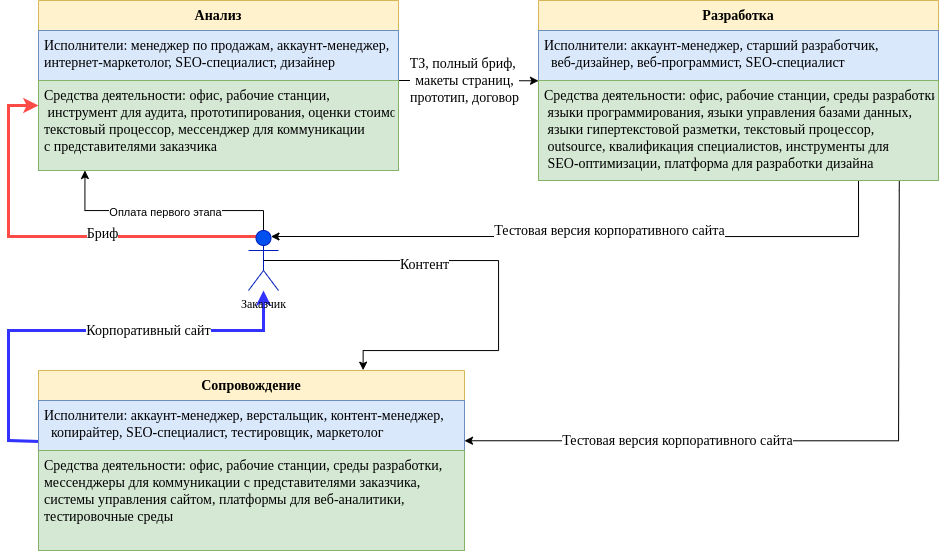 Анализ
Исполнители: менеджер по продажам, аккаунт-менеджер,
интернет-маркетолог, SEO-специалист, дизайнер
Средства деятельности: офис, рабочие станции,
инструмент для аудита, прототипирования, оценки стоимо
текстовый процессор, мессенджер для коммуникации
с представителями заказчика
ТЗ, полный бриф,
макеты страниц,
прототип, договор
Разработка
Исполнители: аккаунт-менеджер, старший разработчик,
веб-дизайнер, веб-программист, SEO-специалист
Средства деятельности: офис, рабочие станции, среды разработки
языки программирования, языки управления базами данных,
языки гипертекстовой разметки, текстовый процессор,
outsource, квалификация специалистов, инструменты для
SEO-оптимизации, платформа для разработки дизайна
Оплата первого этапа
Бриф
Тестовая версия корпоративного сайта
Контент
Заказчик
Корпоративный сайт
Сопровождение
Исполнители: аккаунт-менеджер, верстальщик, контент-менеджер,
копирайтер, SEO-специалист, тестировщик, маркетолог
Тестовая версия корпоративного сайта
Средства деятельности: офис, рабочие станции, среды разработки,
мессенджеры для коммуникации с представителями заказчика,
системы управления сайтом, платформы для веб-аналитики,
тестировочные среды